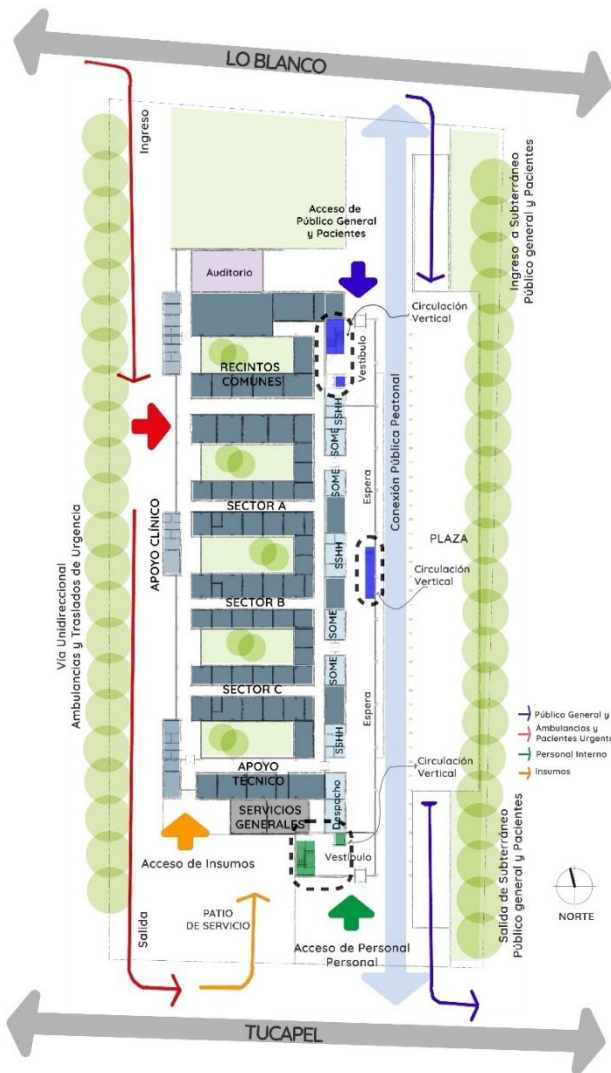 LO BLANCO
Ingreso
Acceso de
Público General
y Pacientes
Ingreso a Subterráneo
Público general y Pacientes
Auditorio
Circulación
Vertical
Vestíbulo
RECINTOS
COMUNES
SSHH
SOME
SOME
Espera
Conexión Pública Peatonal
SECTOR A
APOYO CLÍNICO
Vía Unidireccional
Ambulancias y Traslados de Urgencia
PLAZA
SSHH
Circulación
Vertical
SECTOR B
SOME
SOME
Espera
SECTOR C
SSHH
Público General y
Ambulancias y
Pacientes Urgente
Personal Interno
Insumos
APOYO
TÉCNICO
Circulación
Vertical
SERVICIOS
GENERALES
Despacho
Vestíbulo
Acceso de Insumos
Salida de Subterráneo
Público general y Pacientes
NORTE
Salida
PATIO
DE SERVICIO
Acceso de Personal
Personal
TUCAPEL